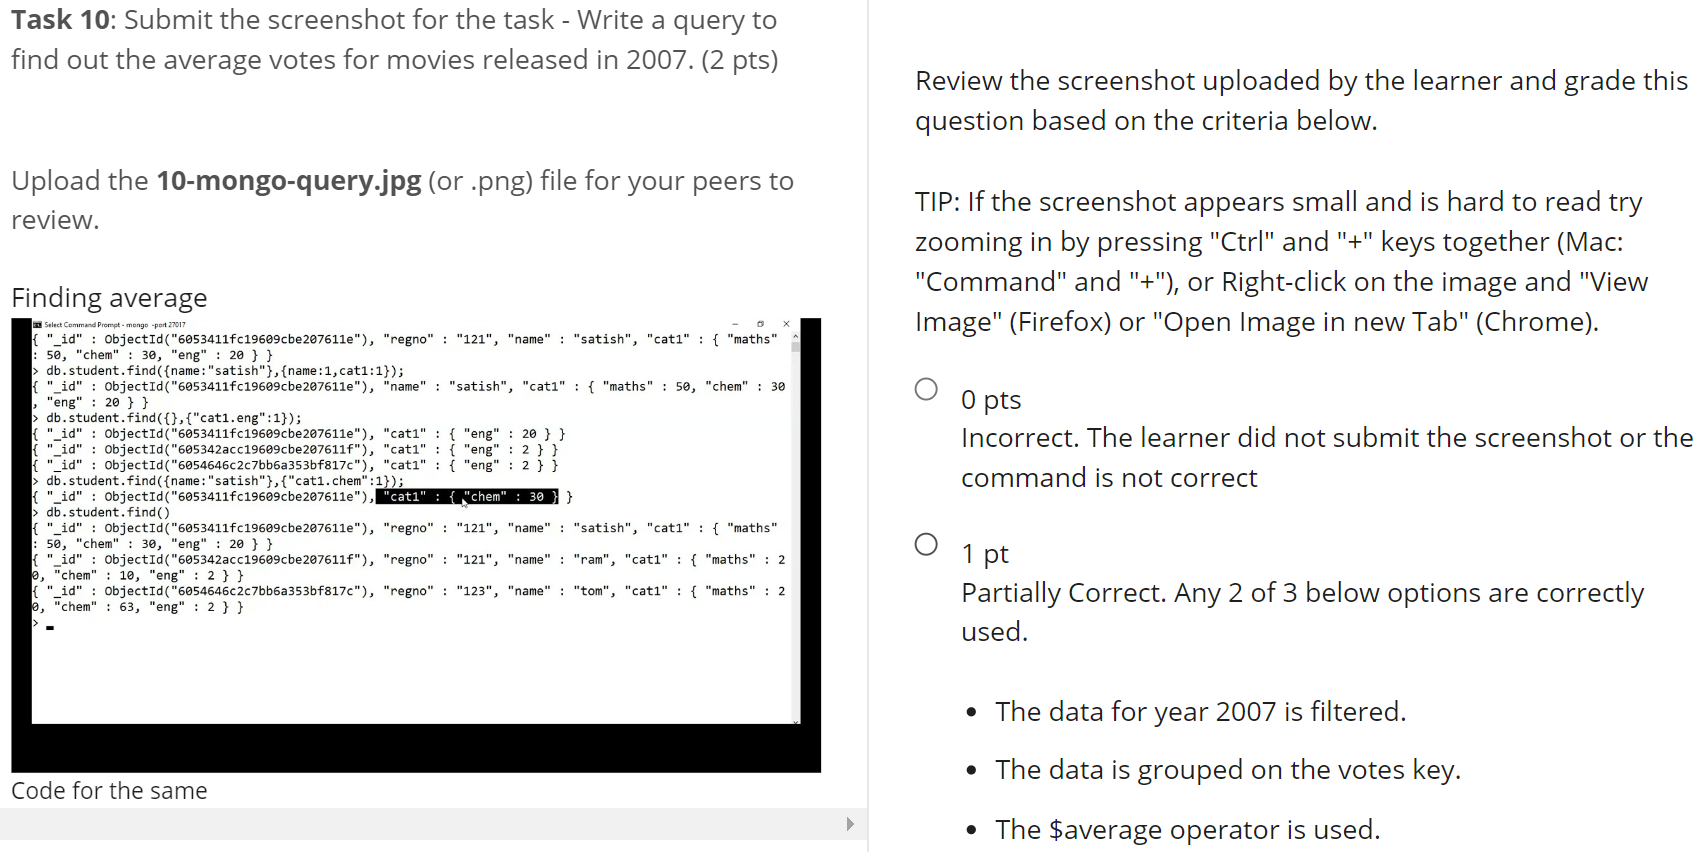 Task 10: Submit the screenshot for the task - Write a query to
find out the average votes for movies released in 2007. (2 pts)
Upload the 10-mongo-query.jpg (or .png) file for your peers to
review.
Finding average
Select Command Prompt - mongo -port 27017
{ "_id" : ObjectId("6053411fc19609cbe207611e"), "regno" : "121", "name" : "satish", "cat1" : { "maths"
: 50, "chem" : 30, "eng" : 20 } }
> db.student.find({name:"satish"},{name:1,cat1:1});
{ "_id" : ObjectId("6053411fc19609cbe207611e"), "name" : "satish", "cat1" : { "maths" : 50, "chem" : 30
, "eng" : 20 } }
> db.student.find({},{"cat1.eng":1});
{ "_id" : ObjectId("6053411fc19609cbe207611e"), "cat1" : { "eng" : 20 } }
{ "_id" : ObjectId("605342acc19609cbe207611f"), "cat1" : { "eng" : 2 } }
{ "_id" : ObjectId("6054646c2c7bb6a353bf817c"), "cat1" : { "eng" : 2 } }
> db.student.find({name:"satish"},{"cat1.chem":1});
{ "_id" : ObjectId("6053411fc19609cbe207611e"), "cat1" : { "chem" : 30 } }
> db.student.find()
{ "_id" : ObjectId("6053411fc19609cbe207611e"), "regno" : "121", "name" : "satish", "cat1" : { "maths"
: 50, "chem" : 30, "eng" : 20 } }
{ "_id" : ObjectId("605342acc19609cbe207611f"), "regno" : "121", "name" : "ram", "cat1" : { "maths" : 2
0, "chem" : 10, "eng" : 2 } }
{ "_id" : ObjectId("6054646c2c7bb6a353bf817c"), "regno" : "123", "name" : "tom", "cat1" : { "maths" : 2
0, "chem" : 63, "eng" : 2 } }
>
Code for the same
Review the screenshot uploaded by the learner and grade this
question based on the criteria below.
TIP: If the screenshot appears small and is hard to read try
zooming in by pressing "Ctrl" and "+" keys together (Mac:
"Command" and "+"), or Right-click on the image and "View
Image" (Firefox) or "Open Image in new Tab" (Chrome).
0 pts
Incorrect. The learner did not submit the screenshot or the
command is not correct
1 pt
Partially Correct. Any 2 of 3 below options are correctly
used.
• The data for year 2007 is filtered.
• The data is grouped on the votes key.
• The $average operator is used.